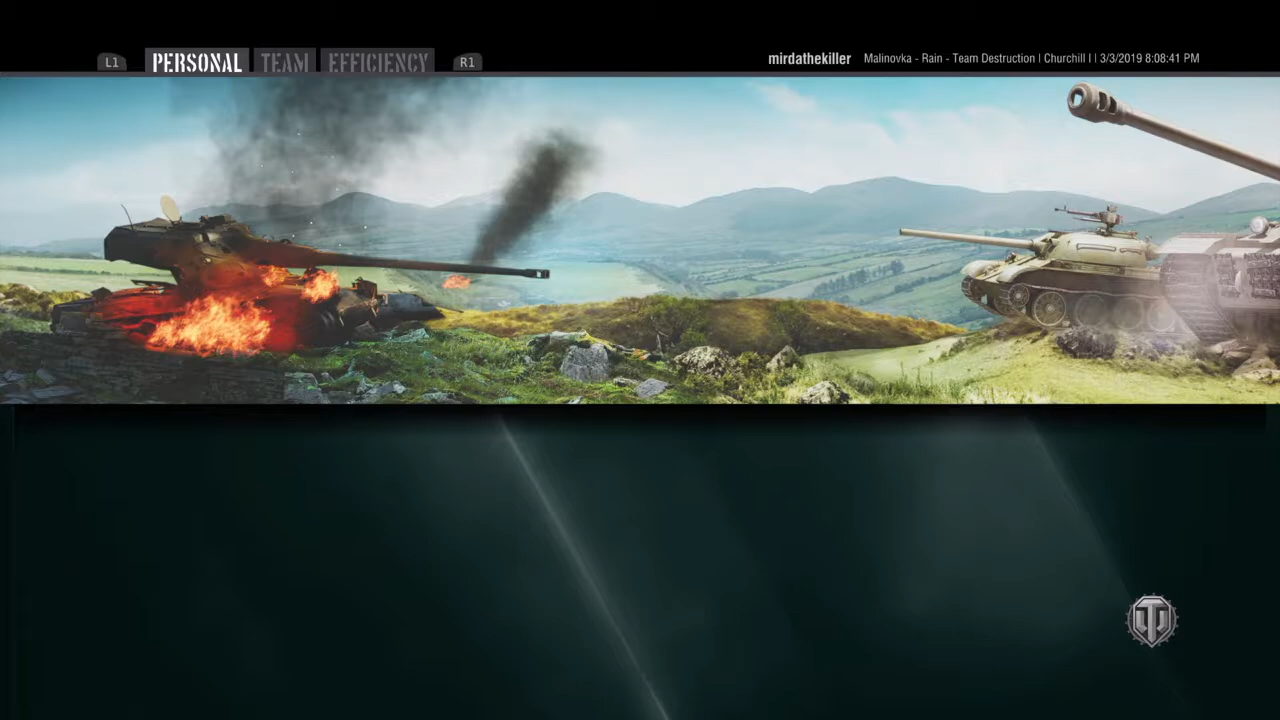 L1 PERSONAL TEAM EFFICIENCY R1 mirdathekiller Malinovka - Rain - Team Destruction | Churchill I | 3/3/2019 8:08:41 PM